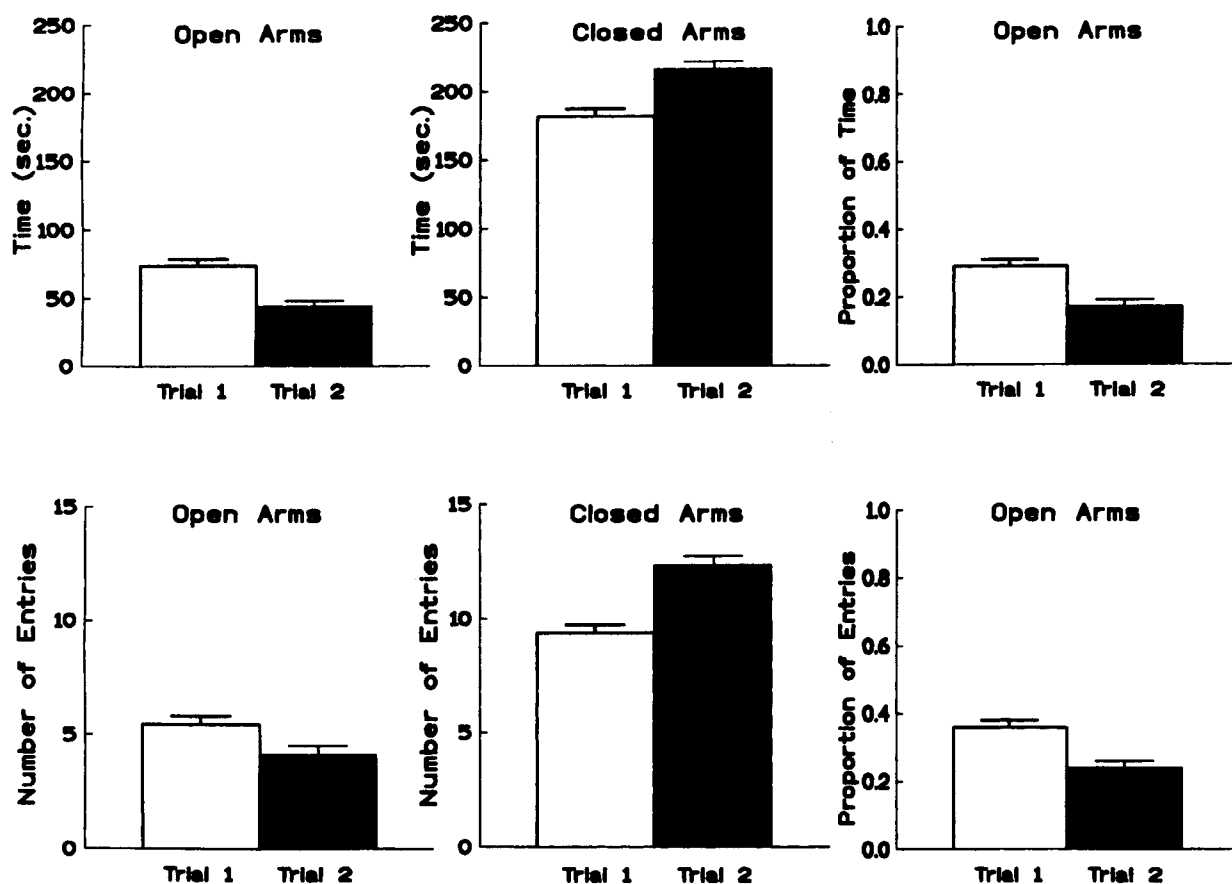 Open Arms
Time (sec.)
250
200
150
100
50
0
Trial 1 Trial 2
Closed Arms
Time (sec.)
250
200
150
100
50
0
Trial 1 Trial 2
Open Arms
Proportion of Time
1.0
0.8
0.6
0.4
0.2
0.0
Trial 1 Trial 2
Open Arms
Number of Entries
15
10
5
0
Trial 1 Trial 2
Closed Arms
Number of Entries
15
10
5
0
Trial 1 Trial 2
Open Arms
Proportion of Entries
1.0
0.8
0.6
0.4
0.2
0.0
Trial 1 Trial 2